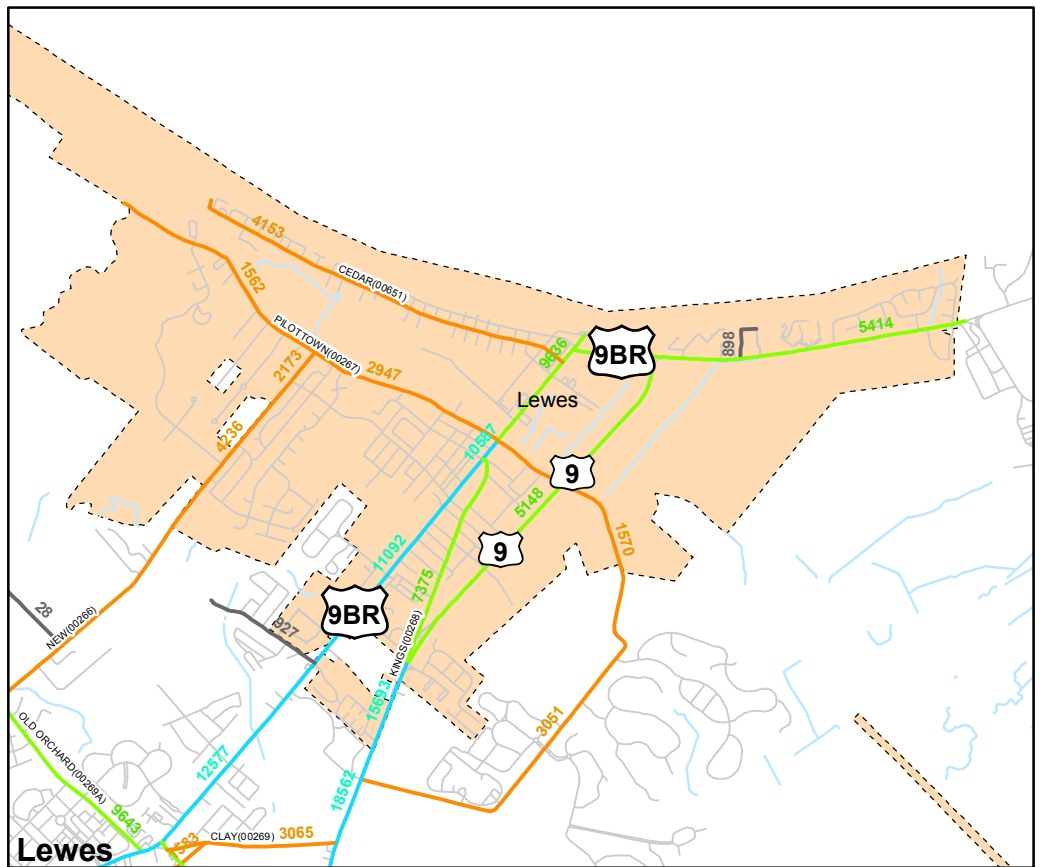 4153
CEDAR(00651)
1562
PILOTTOWN(00267)
2173
2947
9636
9BR
898
5414
Lewes
4236
10587
9
5148
9
1570
11092
7375
9BR
28
NEW(00266)
927
KINGS(00268)
15693
3051
OLD ORCHARD(00269A)
12577
18562
9643
583
CLAY(00269)
3065
Lewes